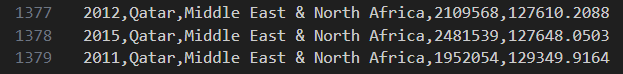 1377 2012,Qatar,Middle East & North Africa,2109568,127610.2088
1378 2015,Qatar,Middle East & North Africa,2481539,127648.0503
1379 2011,Qatar,Middle East & North Africa,1952054,129349.9164